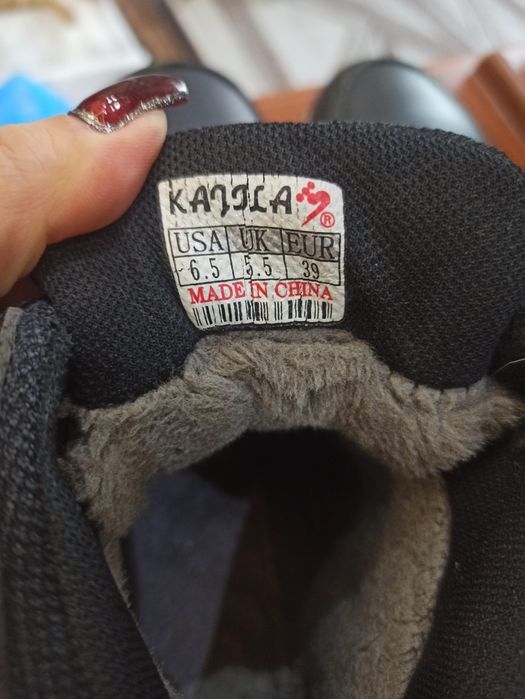 KAJILA ®
USA UK EUR
6.5 5.5 39
MADE IN CHINA